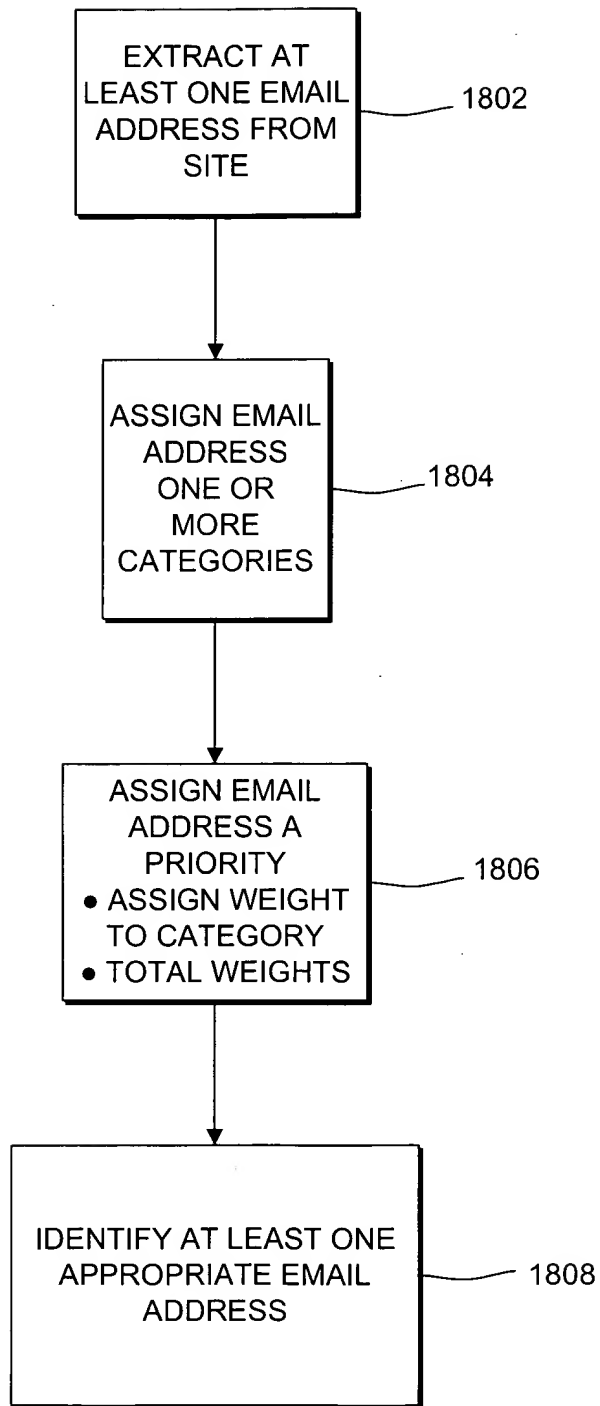 EXTRACT AT
LEAST ONE EMAIL
ADDRESS FROM
SITE
1802
ASSIGN EMAIL
ADDRESS
ONE OR
MORE
CATEGORIES
1804
ASSIGN EMAIL
ADDRESS A
PRIORITY
• ASSIGN WEIGHT
TO CATEGORY
• TOTAL WEIGHTS
1806
IDENTIFY AT LEAST ONE
APPROPRIATE EMAIL
ADDRESS
1808